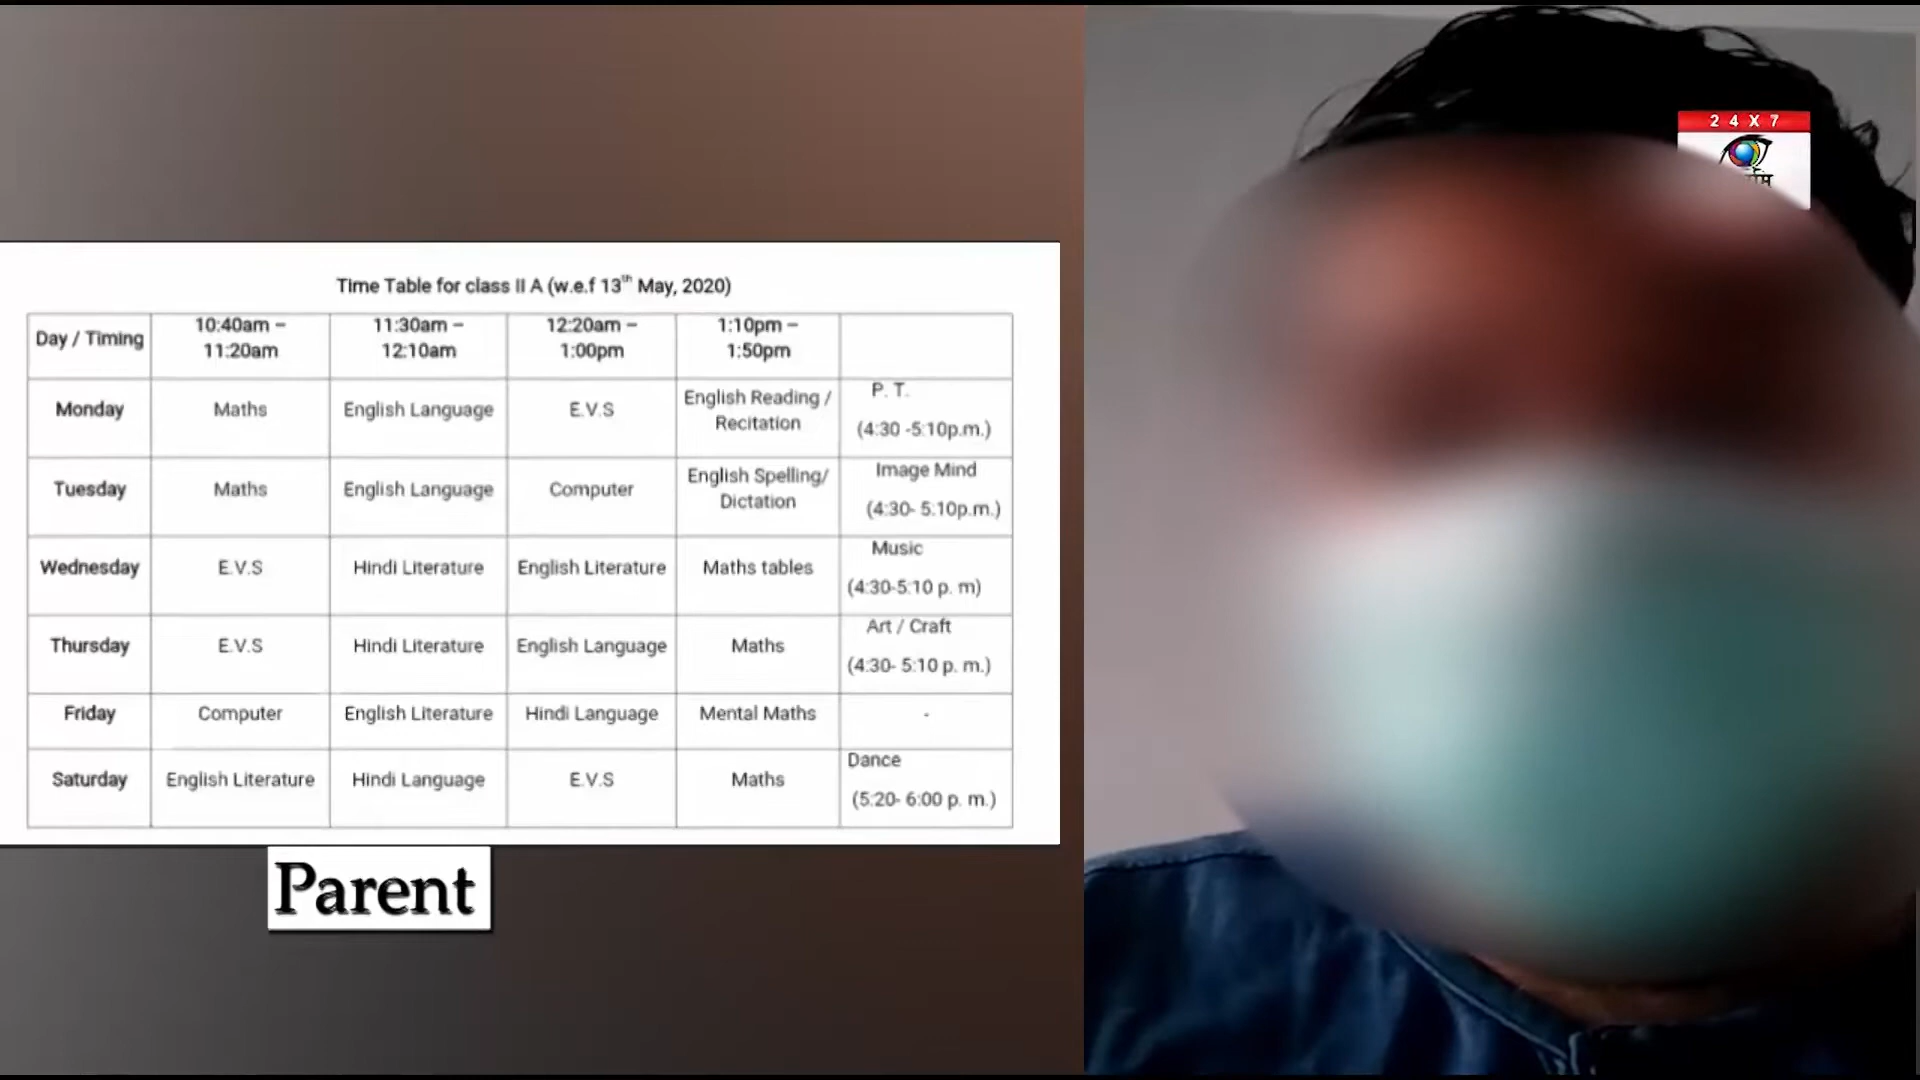 24X7
Time Table for class II A (w.e.f 13th May, 2020)
Day / Timing
10:40am –
11:20am
11:30am –
12:10am
12:20am –
1:00pm
1:10pm –
1:50pm
Monday
Maths
English Language
E.V.S
English Reading /
Recitation
P. T.
(4:30 -5:10p.m.)
Tuesday
Maths
English Language
Computer
English Spelling/
Dictation
Image Mind
(4:30- 5:10p.m.)
Wednesday
E.V.S
Hindi Literature
English Literature
Maths tables
Music
(4:30-5:10 p. m)
Thursday
E.V.S
Hindi Literature
English Language
Maths
Art / Craft
(4:30- 5:10 p. m.)
Friday
Computer
English Literature
Hindi Language
Mental Maths
-
Saturday
English Literature
Hindi Language
E.V.S
Maths
Dance
(5:20- 6:00 p. m.)
Parent